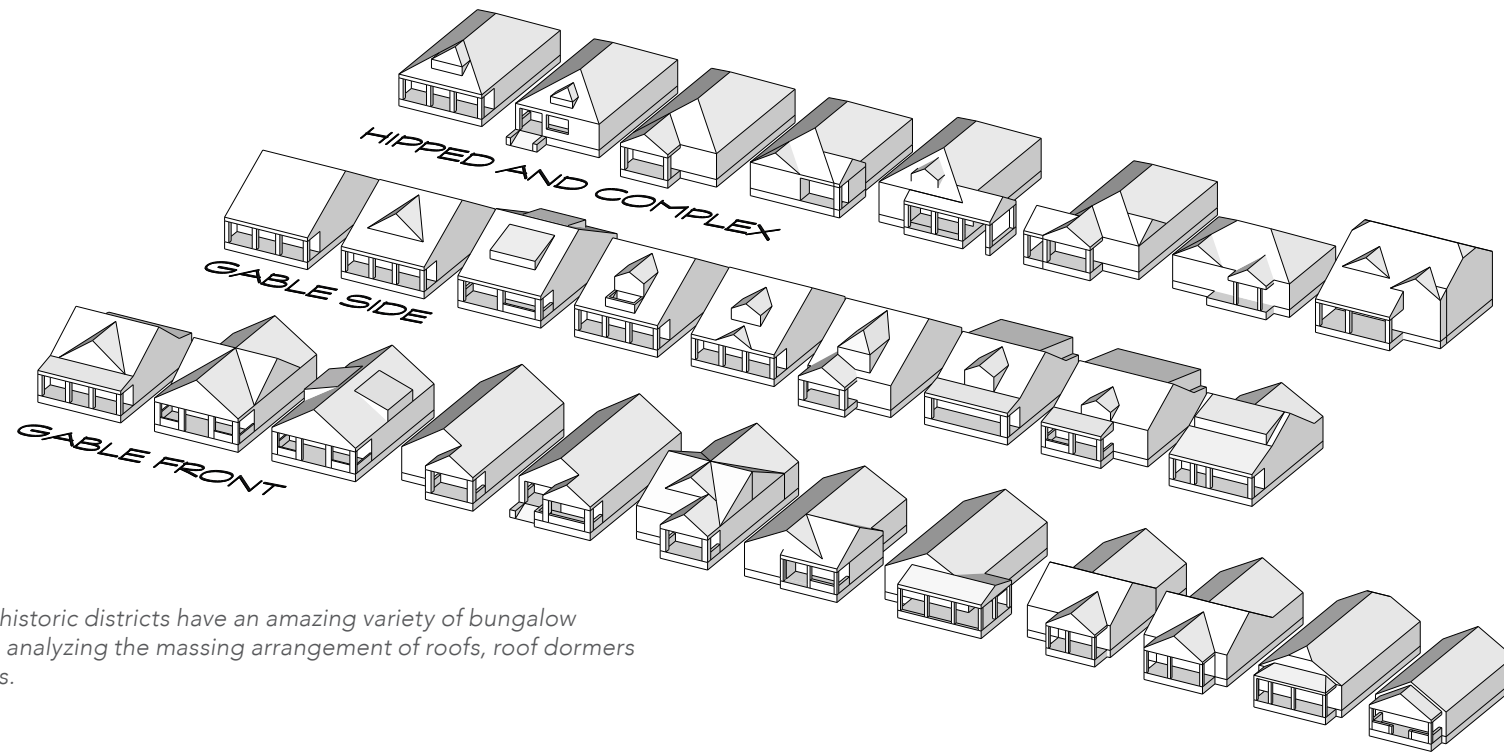 HIPPED AND COMPLEX
GABLE SIDE
GABLE FRONT
historic districts have an amazing variety of bungalow
analyzing the massing arrangement of roofs, roof dormers
s.